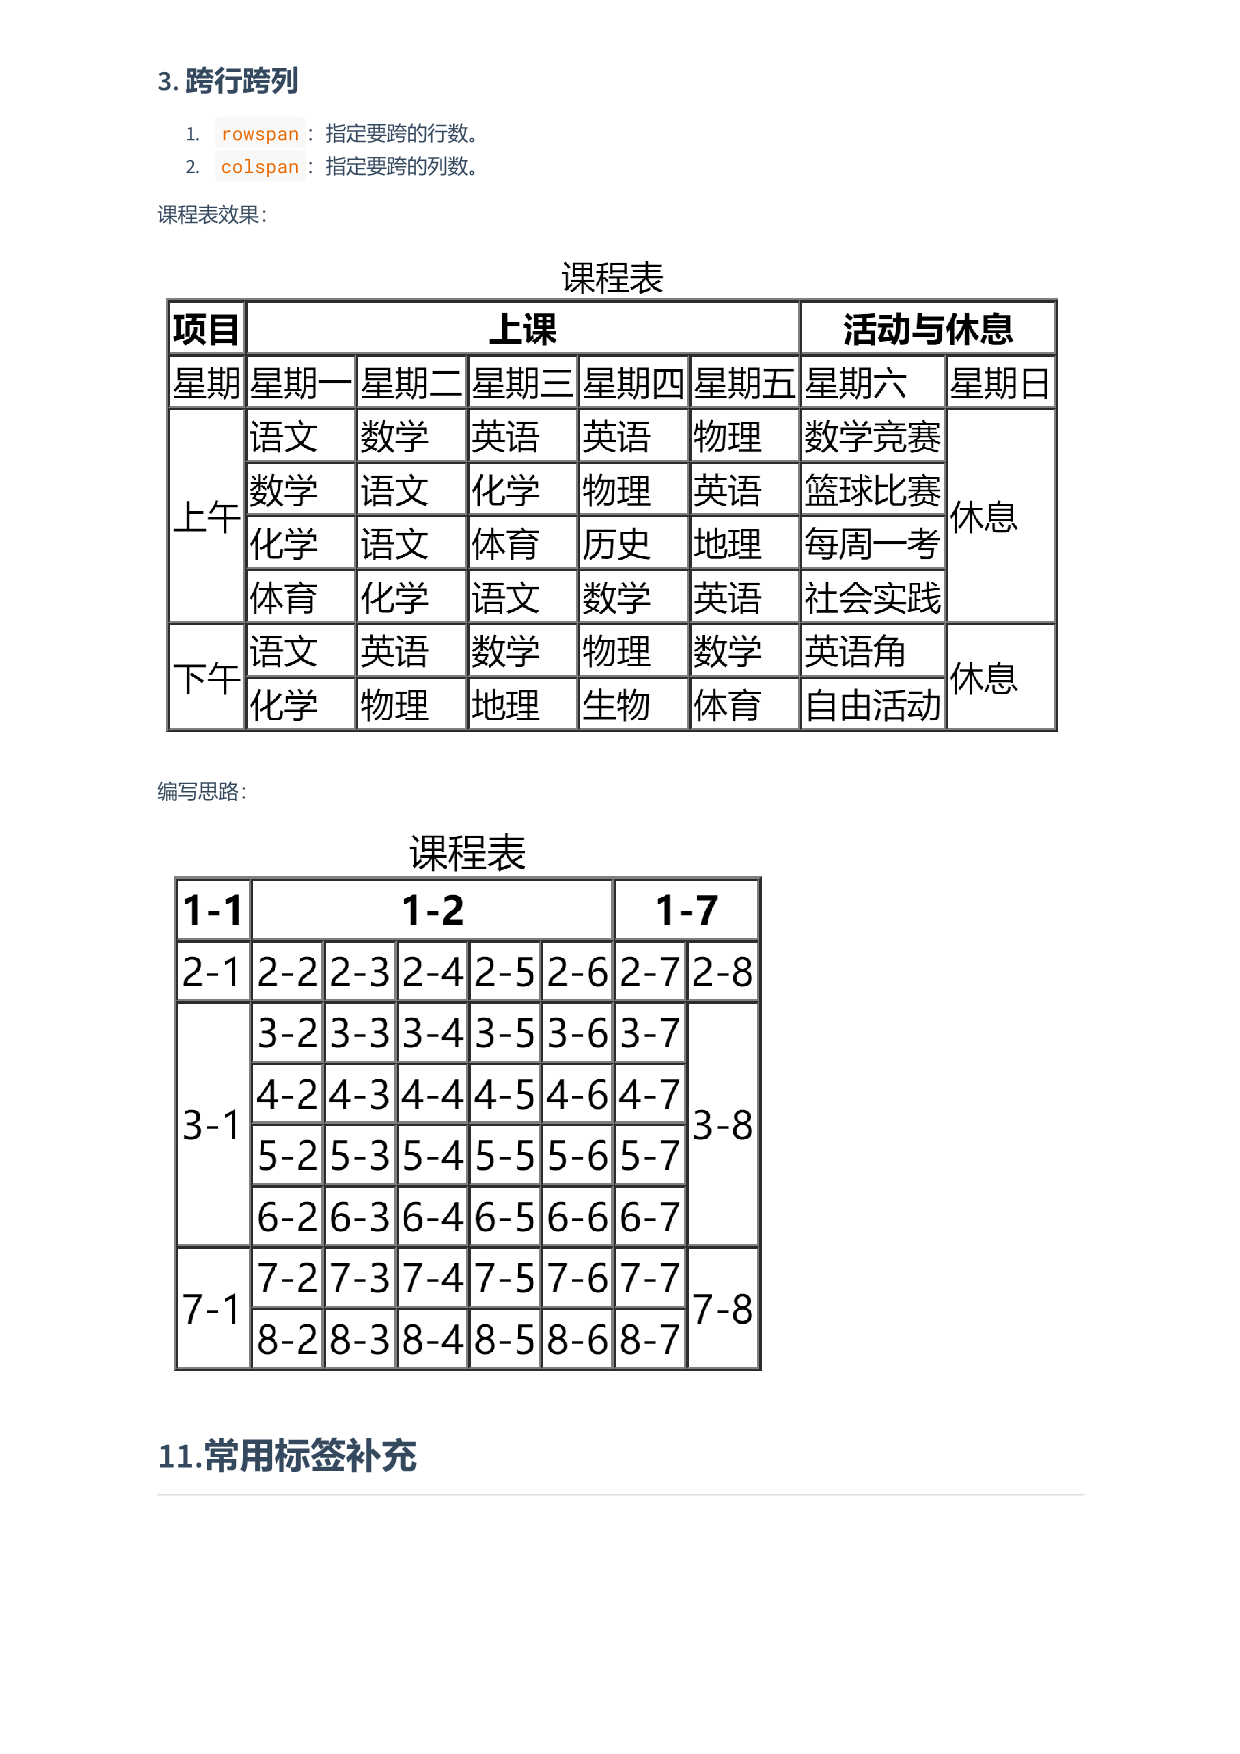 3. 跨行跨列
1. rowspan：指定要跨的行数。
2. colspan：指定要跨的列数。
课程表效果：
课程表
项目 上课 活动与休息
星期 星期一 星期二 星期三 星期四 星期五 星期六 星期日
上午 语文 数学 英语 英语 物理 数学竞赛 休息
数学 语文 化学 物理 英语 篮球比赛
化学 语文 体育 历史 地理 每周一考
体育 化学 语文 数学 英语 社会实践
下午 语文 英语 数学 物理 数学 英语角 休息
化学 物理 地理 生物 体育 自由活动
编写思路：
课程表
1-1 1-2 1-7
2-1 2-2 2-3 2-4 2-5 2-6 2-7 2-8
3-1 3-2 3-3 3-4 3-5 3-6 3-7 3-8
4-2 4-3 4-4 4-5 4-6 4-7
5-2 5-3 5-4 5-5 5-6 5-7
6-2 6-3 6-4 6-5 6-6 6-7
7-1 7-2 7-3 7-4 7-5 7-6 7-7 7-8
8-2 8-3 8-4 8-5 8-6 8-7
11.常用标签补充